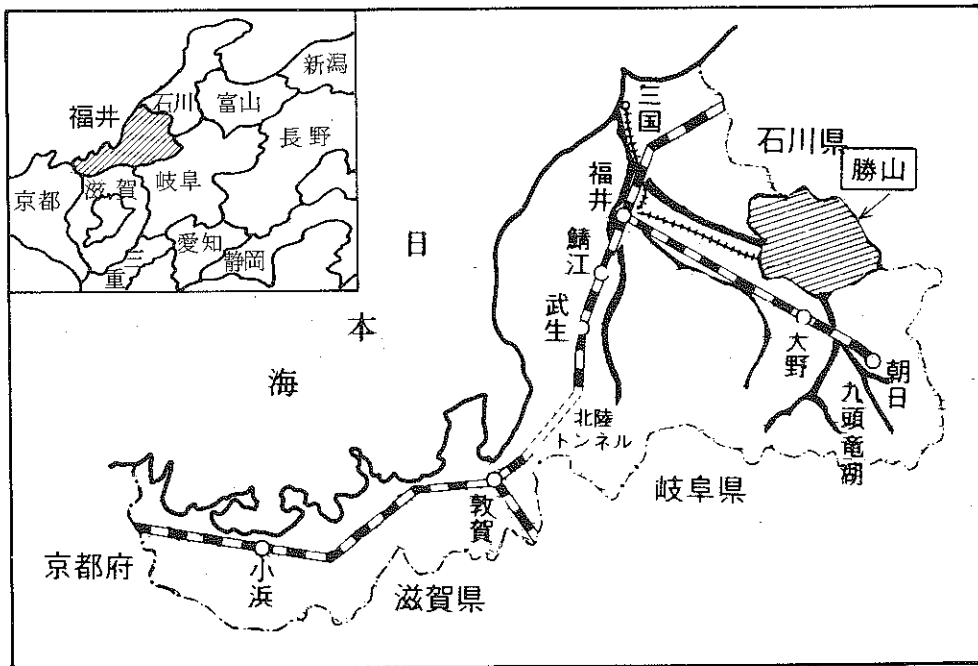 新潟
石川
富山
福井
長野
京都
滋賀
岐阜
愛知
三重
静岡
三国
石川県
勝山
福井
日本海
鯖江
武生
大野
朝日
九頭竜湖
北陸
トンネル
岐阜県
敦賀
京都府
小浜
滋賀県